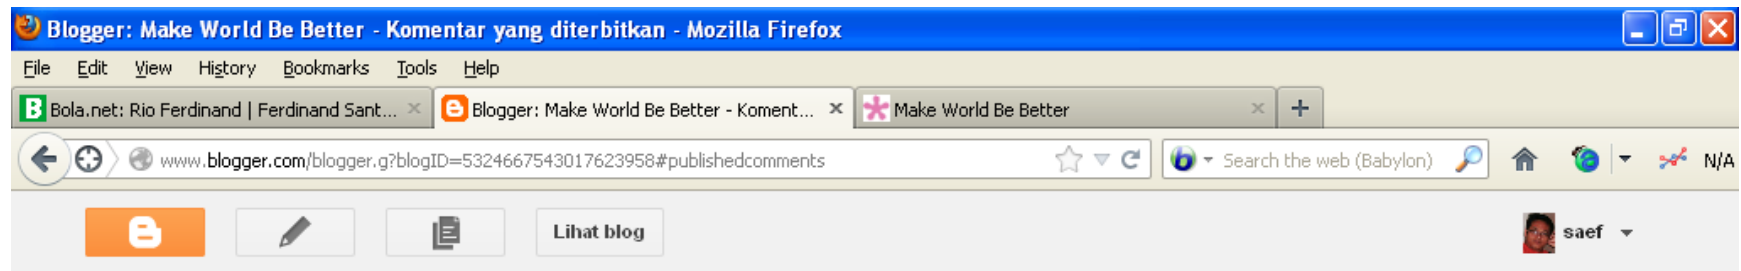 Blogger: Make World Be Better - Komentar yang diterbitkan - Mozilla Firefox
File Edit View History Bookmarks Tools Help
B Bola.net: Rio Ferdinand | Ferdinand Sant... Blogger: Make World Be Better - Koment... Make World Be Better
www.blogger.com/blogger.g?blogID=5324667543017623958#publishedcomments Search the web (Babylon) N/A
Lihat blog saef